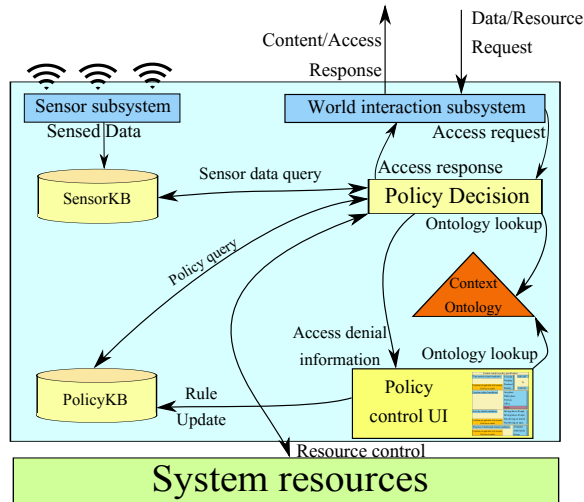 Content/Access
Response
Data/Resource
Request
Sensor subsystem
World interaction subsystem
Sensed Data
Access request
Sensor data query
Access response
SensorKB
Policy Decision
Ontology lookup
Policy query
Context
Ontology
Access denial
information
Ontology lookup
PolicyKB
Rule
Update
Policy
control UI
Resource control
System resources